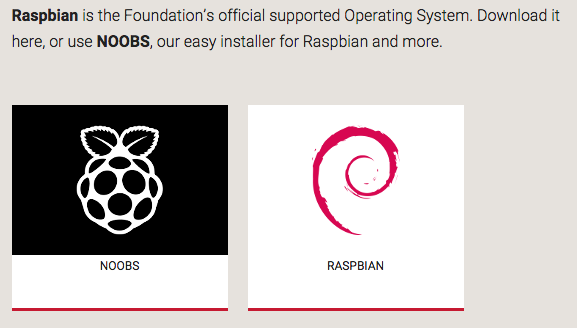 Raspbian is the Foundation’s official supported Operating System. Download it
here, or use NOOBS, our easy installer for Raspbian and more.
NOOBS
RASPBIAN